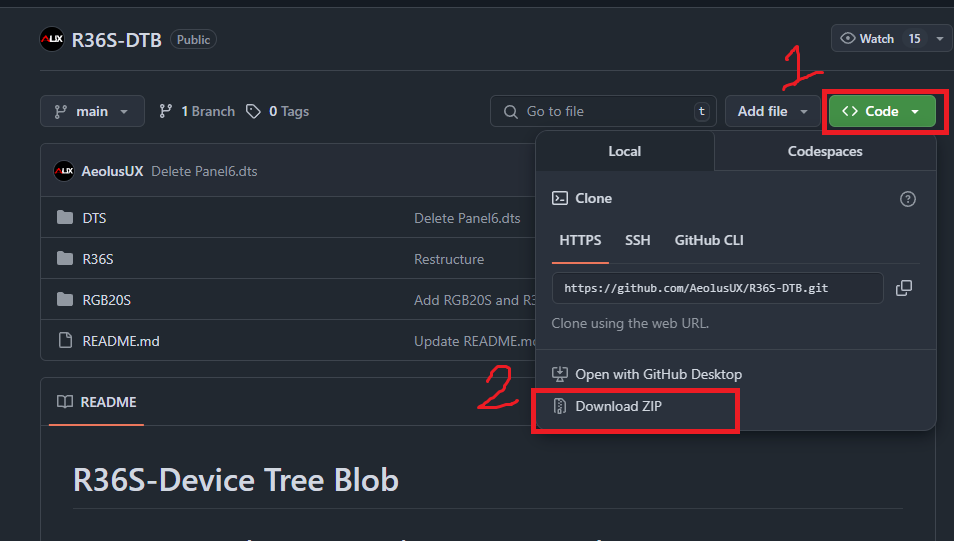 ALIX R36S-DTB Public
Watch 15
1
main 1 Branch 0 Tags
Go to file t
Add file
Code
ALIX AeolusUX Delete Panel6.dts
DTS Delete Panel6.dts
R36S Restructure
RGB20S Add RGB20S and R3
README.md Update README.md
README
R36S-Device Tree Blob
Local Codespaces
Clone
HTTPS SSH GitHub CLI
https://github.com/AeolusUX/R36S-DTB.git
Clone using the web URL.
Open with GitHub Desktop
2
Download ZIP